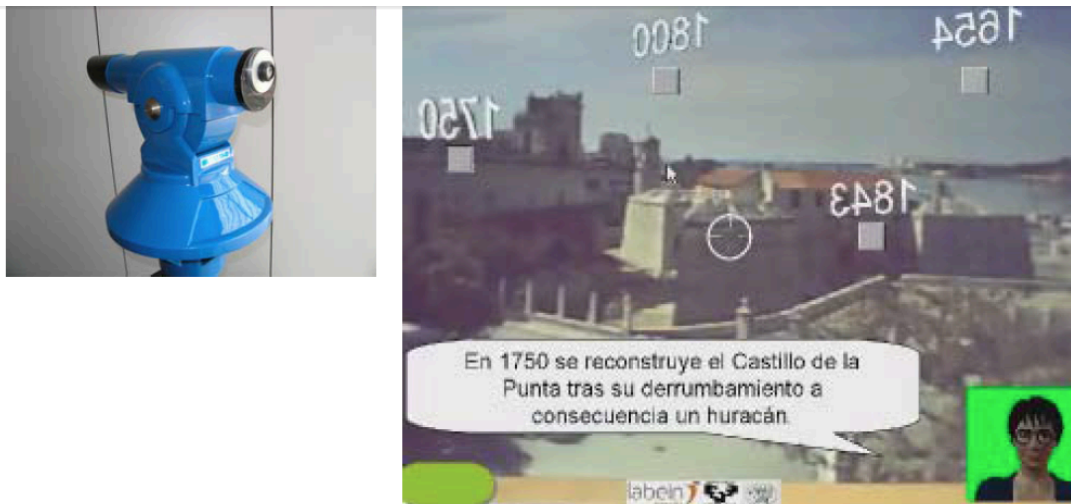 1800
1654
1750
1843
En 1750 se reconstruye el Castillo de la
Punta tras su derrumbamiento a
consecuencia un huracán.
labein